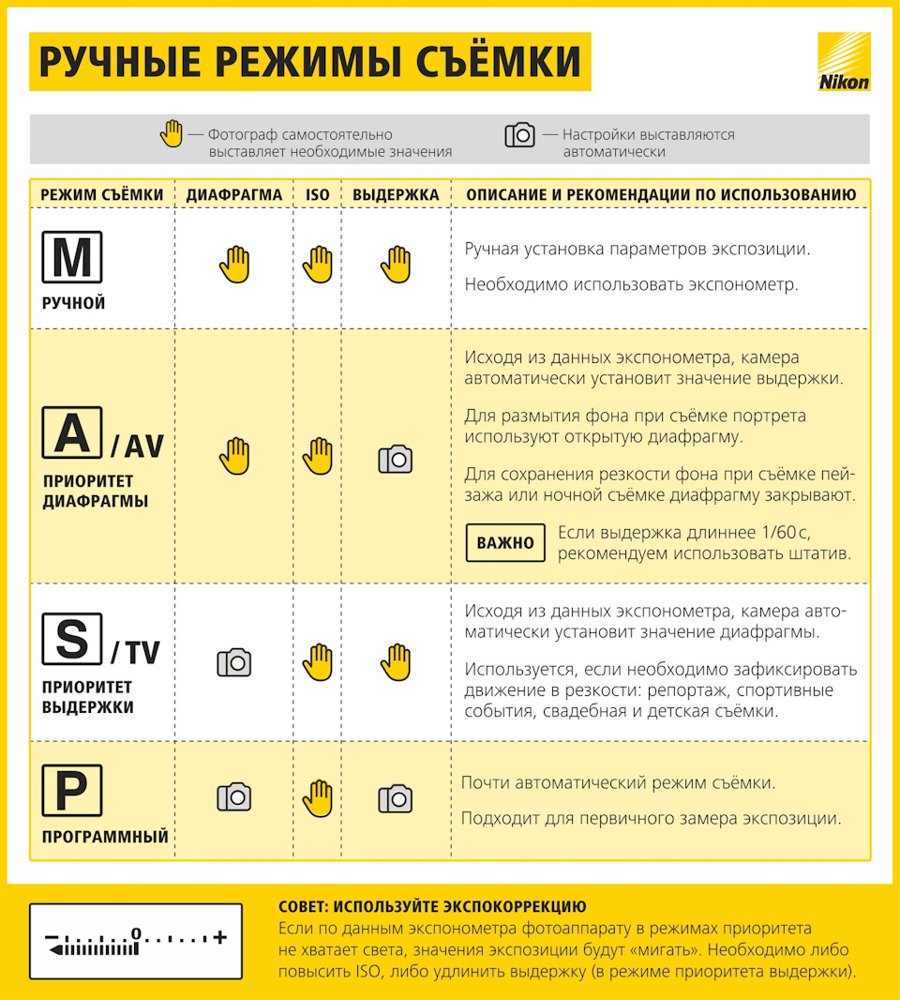 РУЧНЫЕ РЕЖИМЫ СЪЁМКИ
Nikon
— Фотограф самостоятельно
выставляет необходимые значения
— Настройки выставляются
автоматически
РЕЖИМ СЪЁМКИ ДИАФРАГМА ISO ВЫДЕРЖКА ОПИСАНИЕ И РЕКОМЕНДАЦИИ ПО ИСПОЛЬЗОВАНИЮ
M
РУЧНОЙ
Ручная установка параметров экспозиции.
Необходимо использовать экспонометр.
A / AV
ПРИОРИТЕТ
ДИАФРАГМЫ
Исходя из данных экспонометра, камера
автоматически установит значение выдержки.
Для размытия фона при съёмке портрета
используют открытую диафрагму.
Для сохранения резкости фона при съёмке пей-
зажа или ночной съёмке диафрагму закрывают.
ВАЖНО
Если выдержка длиннее 1/60 с,
рекомендуем использовать штатив.
S / TV
ПРИОРИТЕТ
ВЫДЕРЖКИ
Исходя из данных экспонометра, камера авто-
матически установит значение диафрагмы.
Используется, если необходимо зафиксировать
движение в резкости: репортаж, спортивные
события, свадебная и детская съёмки.
P
ПРОГРАММНЫЙ
Почти автоматический режим съёмки.
Подходит для первичного замера экспозиции.
− 0 +
СОВЕТ: ИСПОЛЬЗУЙТЕ ЭКСПОКОРРЕКЦИЮ
Если по данным экспонометра фотоаппарату в режимах приоритета
не хватает света, значения экспозиции будут «мигать». Необходимо либо
повысить ISO, либо удлинить выдержку (в режиме приоритета выдержки).